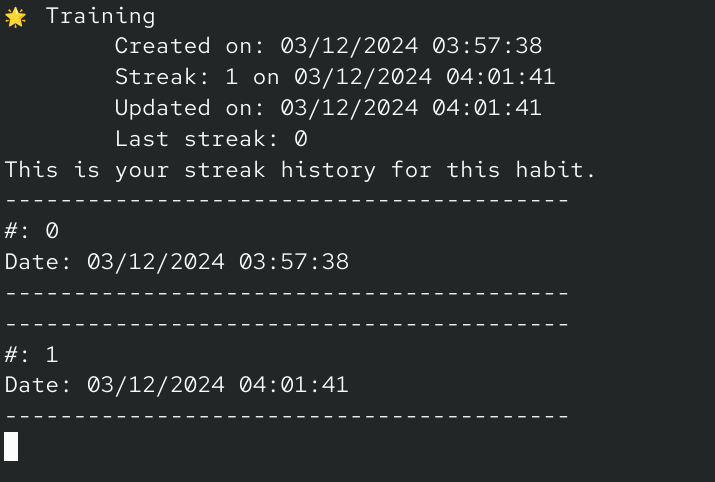 🌟 Training
Created on: 03/12/2024 03:57:38
Streak: 1 on 03/12/2024 04:01:41
Updated on: 03/12/2024 04:01:41
Last streak: 0
This is your streak history for this habit.
-----------------------------------------
#: 0
Date: 03/12/2024 03:57:38
-----------------------------------------
-----------------------------------------
#: 1
Date: 03/12/2024 04:01:41
-----------------------------------------